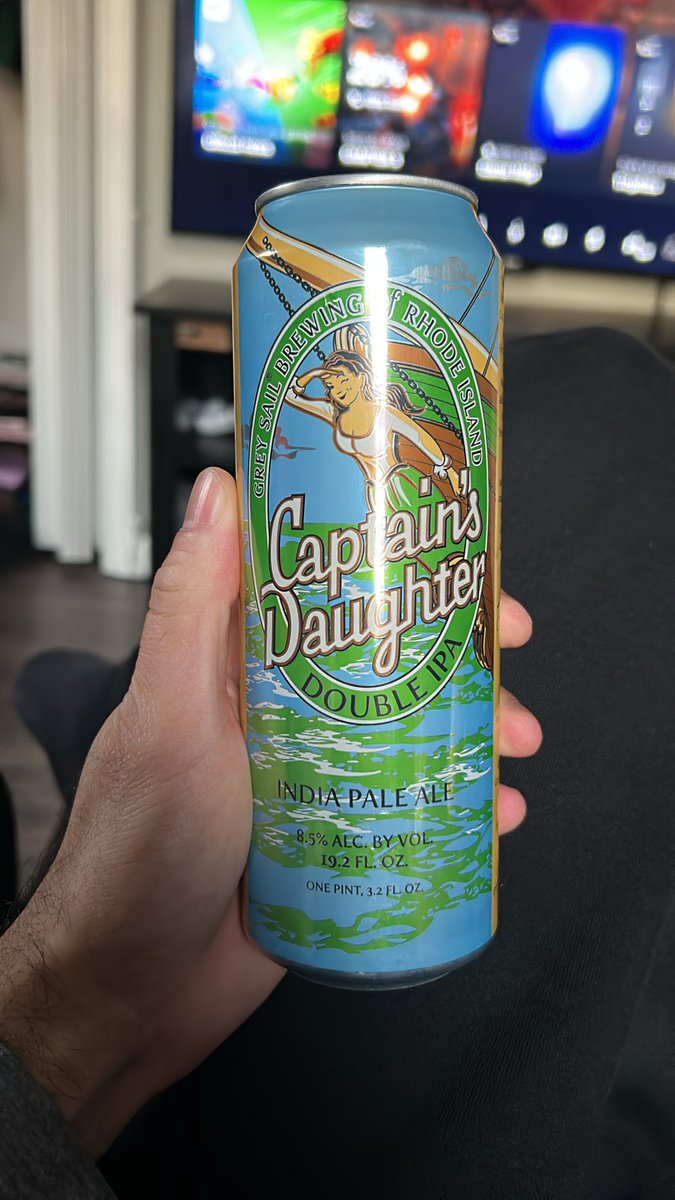 GREY SAIL BREWING of RHODE ISLAND
Captain's
Daughter
DOUBLE IPA
INDIA PALE ALE
8.5% ALC. BY VOL.
19.2 FL. OZ.
ONE PINT, 3.2 FL. OZ.